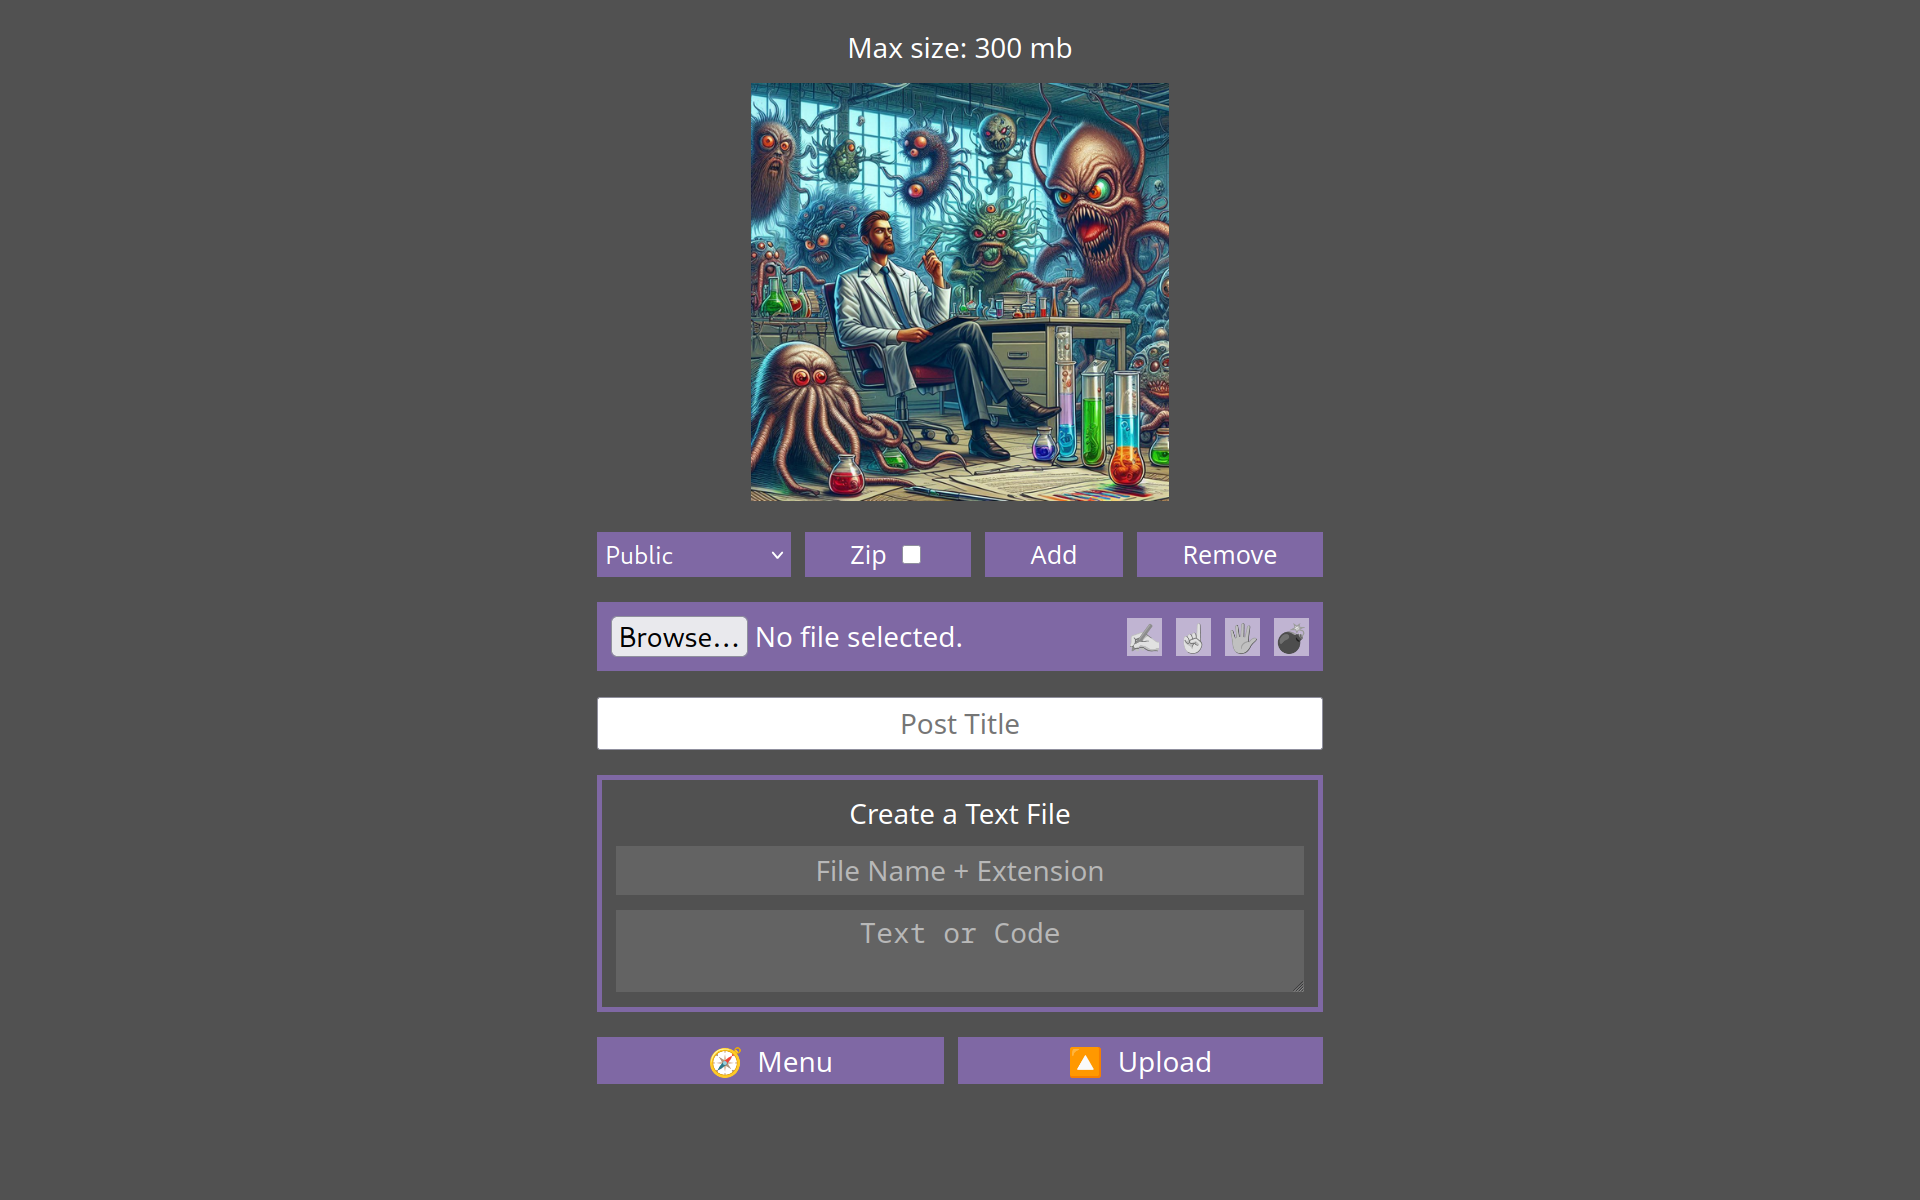 Max size: 300 mb
Public Zip Add Remove
Browse... No file selected.
Post Title
Create a Text File
File Name + Extension
Text or Code
Menu Upload